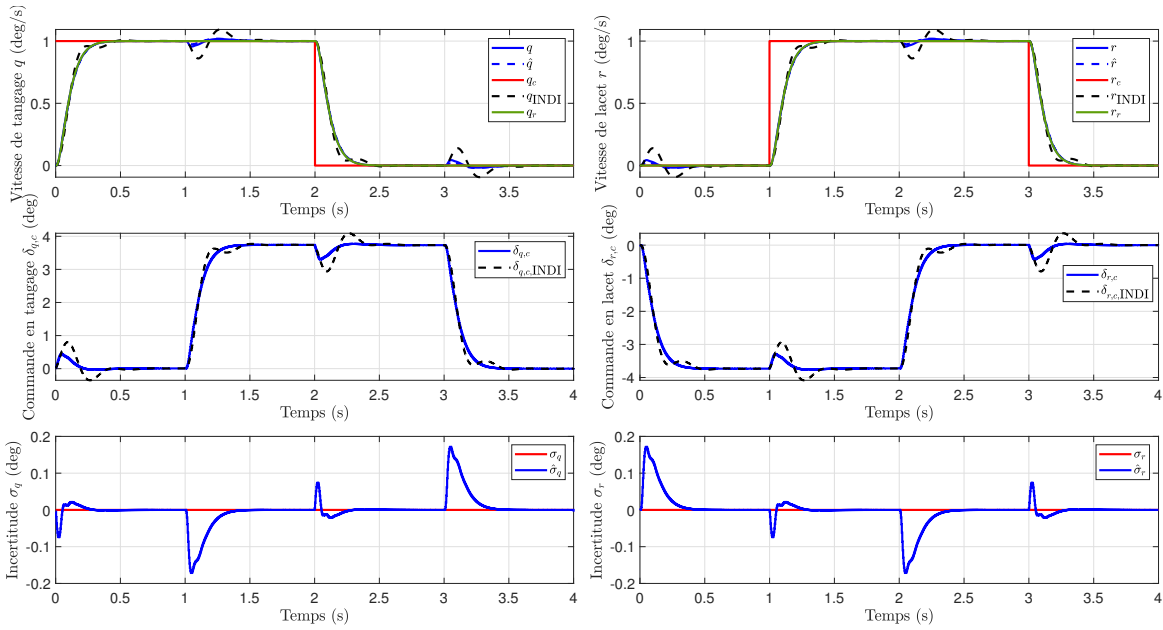 Vitesse de tangage q (deg/s)
1
0.5
0
q
q̂
q_c
q_INDI
q_r
0 0.5 1 1.5 2 2.5 3 3.5
Temps (s)
Vitesse de lacet r (deg/s)
1
0.5
0
r
r̂
r_c
r_INDI
r_r
0 0.5 1 1.5 2 2.5 3 3.5
Temps (s)
Commande en tangage δ_q,c (deg)
4
3
2
1
0
δ_q,c
δ_q,c,INDI
0 0.5 1 1.5 2 2.5 3 3.5 4
Temps (s)
Commande en lacet δ_r,c (deg)
0
-1
-2
-3
-4
δ_r,c
δ_r,c,INDI
0 0.5 1 1.5 2 2.5 3 3.5 4
Temps (s)
Incertitude σ_q (deg)
0.2
0.1
0
-0.1
-0.2
σ_q
σ̂_q
0 0.5 1 1.5 2 2.5 3 3.5 4
Temps (s)
Incertitude σ_r (deg)
0.2
0.1
0
-0.1
-0.2
σ_r
σ̂_r
0 0.5 1 1.5 2 2.5 3 3.5 4
Temps (s)